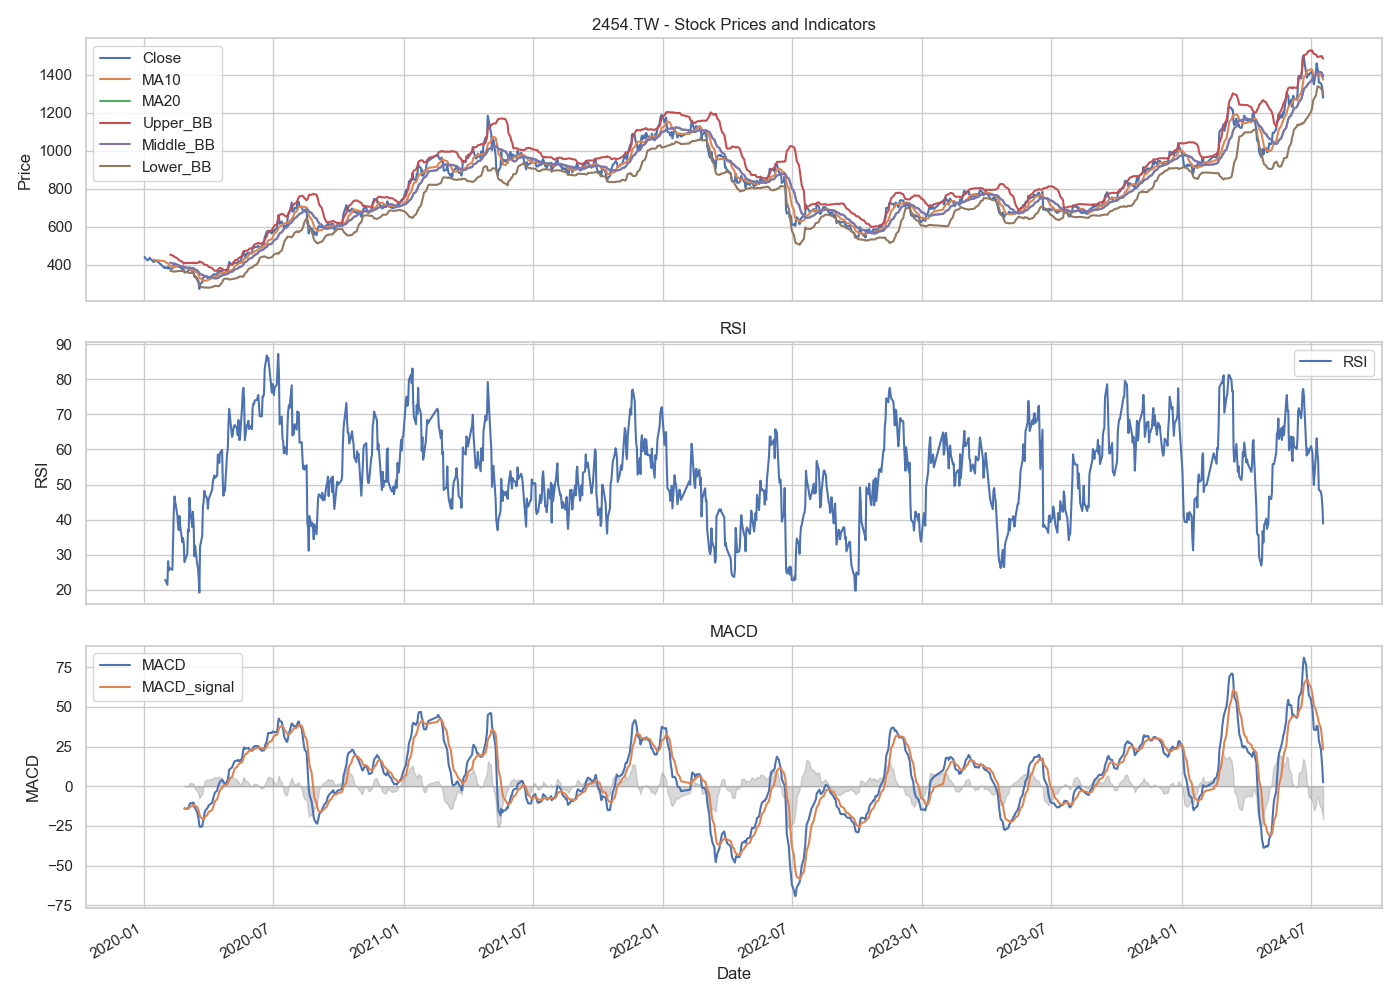 2454.TW - Stock Prices and Indicators
Close
MA10
MA20
Upper_BB
Middle_BB
Lower_BB
Price
1400
1200
1000
800
600
400
RSI
RSI
RSI
90
80
70
60
50
40
30
20
MACD
MACD
MACD_signal
MACD
75
50
25
0
−25
−50
−75
2020-01
2020-07
2021-01
2021-07
2022-01
2022-07
2023-01
2023-07
2024-01
2024-07
Date